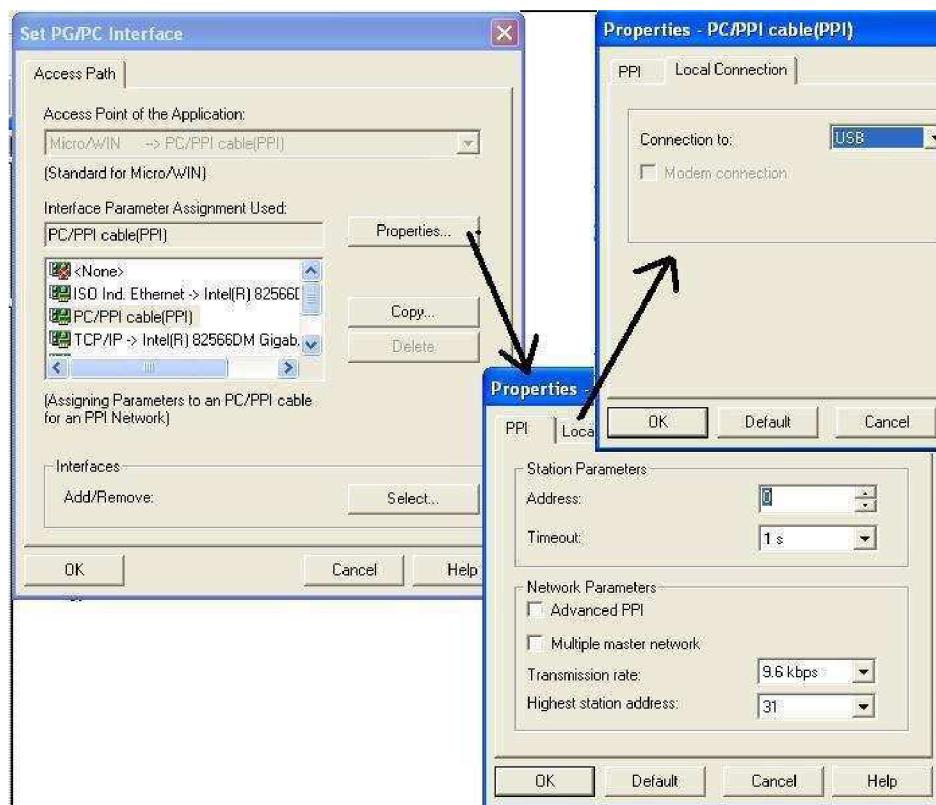 Set PG/PC Interface
Access Path
Access Point of the Application:
Micro/WIN --> PC/PPI cable(PPI)
(Standard for Micro/WIN)
Interface Parameter Assignment Used:
PC/PPI cable(PPI)
Properties...
<None>
ISO Ind. Ethernet -> Intel(R) 82566D
PC/PPI cable(PPI)
TCP/IP -> Intel(R) 82566DM Gigab.
Copy...
Delete
(Assigning Parameters to an PC/PPI cable
for an PPI Network)
Interfaces
Add/Remove:
Select...
OK
Cancel
Help
Properties -
PPI
Loca
Station Parameters
Address:
0
Timeout:
1 s
Network Parameters
Advanced PPI
Multiple master network
Transmission rate:
9.6 kbps
Highest station address:
31
OK
Default
Cancel
Help
Properties - PC/PPI cable(PPI)
PPI
Local Connection
Connection to:
USB
Modem connection
OK
Default
Cancel